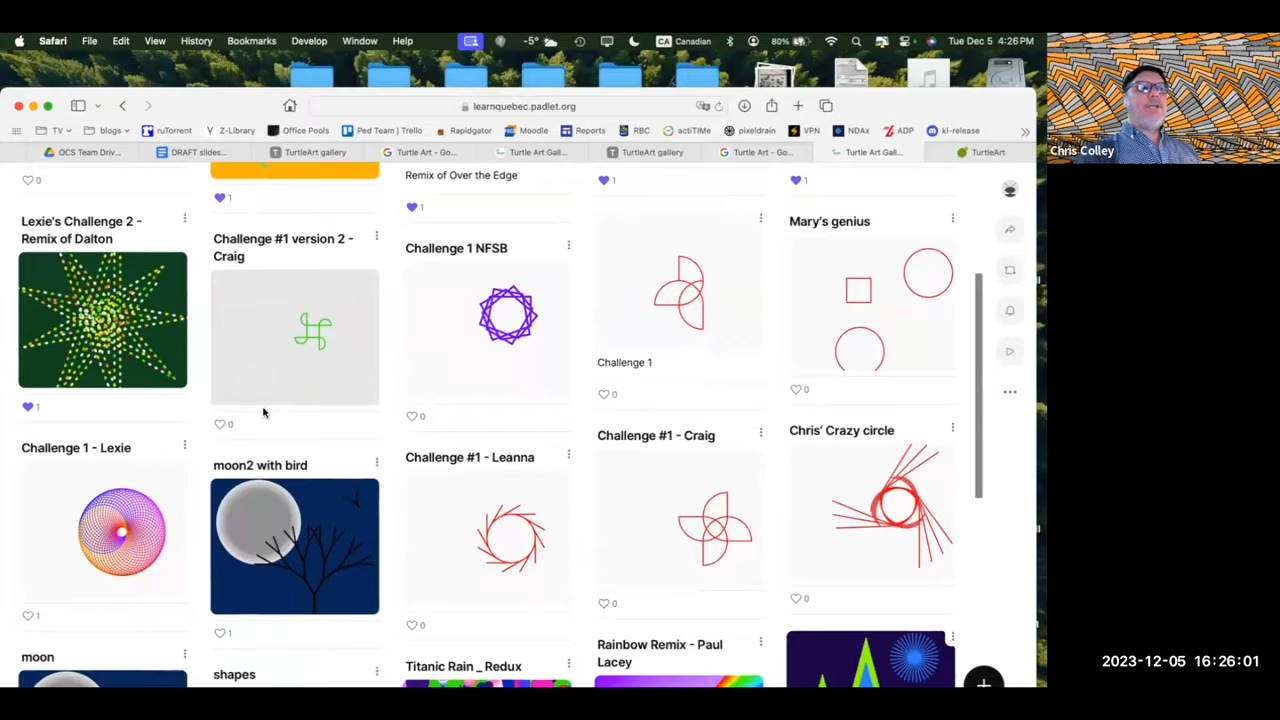 Safari File Edit View History Bookmarks Develop Window Help
-5° CA Canadian 80% Tue Dec 5 4:26 PM
learnquebec.padlet.org
TV blogs ruTorrent Z-Library Office Pools Ped Team | Trello Rapidgator Moodle Reports RBC actiTIMe pixeldrain VPN NDAx ADP ki-release
OCS Team Driv... DRAFT slides... TurtleArt gallery Turtle Art - Go... Turtle Art Gall... TurtleArt gallery Turtle Art - Go... Turtle Art Gall... TurtleArt
Chris Colley
0
Lexie's Challenge 2 -
Remix of Dalton
1
Challenge 1 - Lexie
1
moon
1
Challenge #1 version 2 -
Craig
0
moon2 with bird
1
shapes
Remix of Over the Edge
1
Challenge 1 NFSB
0
Challenge #1 - Leanna
0
Titanic Rain _ Redux
1
Challenge 1
0
Challenge #1 - Craig
0
Rainbow Remix - Paul
Lacey
1
Mary's genius
0
Chris' Crazy circle
0
2023-12-05 16:26:01